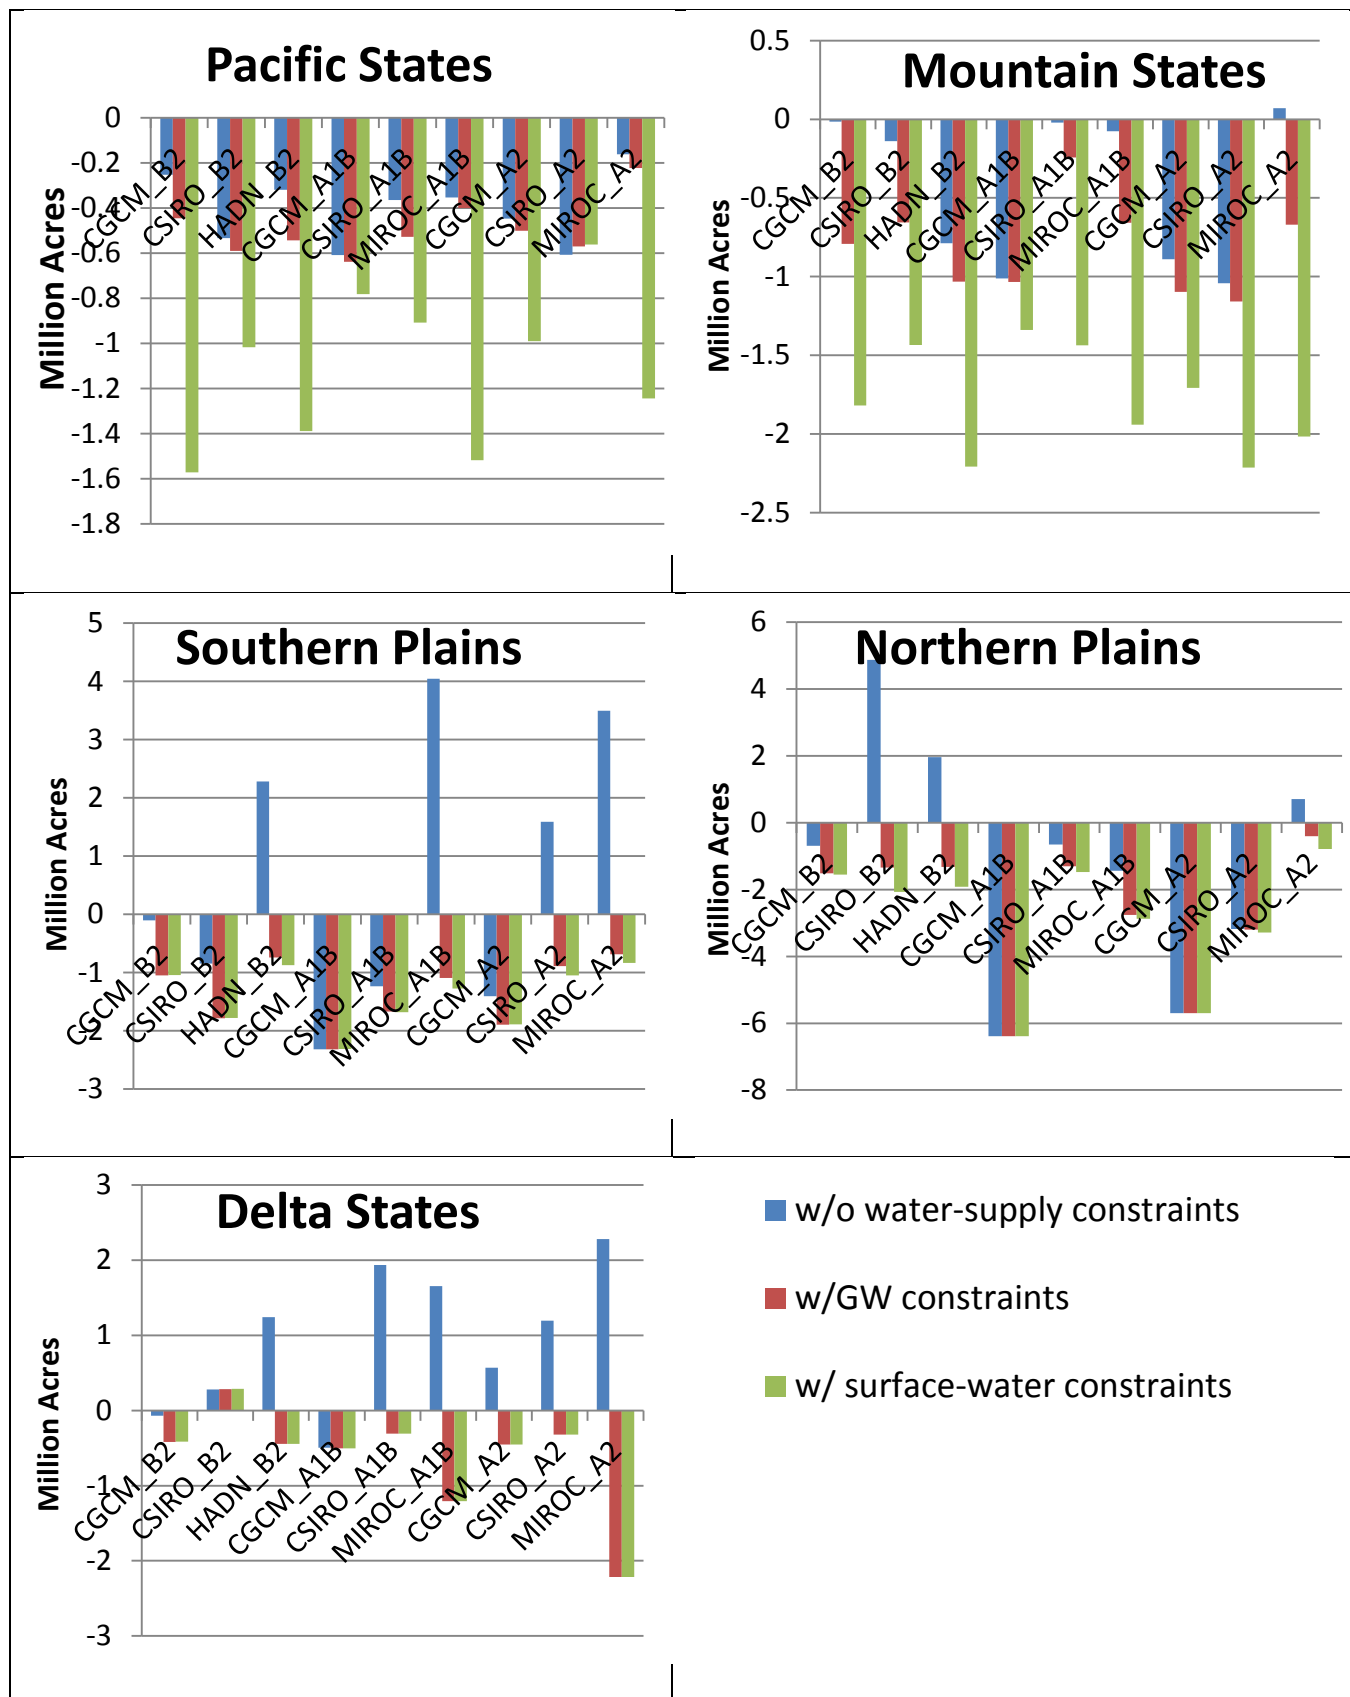 Pacific States
0
-0.2
-0.4
-0.6
-0.8
-1
-1.2
-1.4
-1.6
-1.8
Million Acres
CGCM_B2
CSIRO_B2
HADN_B2
CGCM_A1B
CSIRO_A1B
MIROC_A1B
CGCM_A2
CSIRO_A2
MIROC_A2
Mountain States
0.5
0
-0.5
-1
-1.5
-2
-2.5
Million Acres
CGCM_B2
CSIRO_B2
HADN_B2
CGCM_A1B
CSIRO_A1B
MIROC_A1B
CGCM_A2
CSIRO_A2
MIROC_A2
Southern Plains
5
4
3
2
1
0
-1
-2
-3
Million Acres
CGCM_B2
CSIRO_B2
HADN_B2
CGCM_A1B
CSIRO_A1B
MIROC_A1B
CGCM_A2
CSIRO_A2
MIROC_A2
Northern Plains
6
4
2
0
-2
-4
-6
-8
Million Acres
CGCM_B2
CSIRO_B2
HADN_B2
CGCM_A1B
CSIRO_A1B
MIROC_A1B
CGCM_A2
CSIRO_A2
MIROC_A2
Delta States
3
2
1
0
-1
-2
-3
Million Acres
CGCM_B2
CSIRO_B2
HADN_B2
CGCM_A1B
CSIRO_A1B
MIROC_A1B
CGCM_A2
CSIRO_A2
MIROC_A2
w/o water-supply constraints
w/GW constraints
w/ surface-water constraints